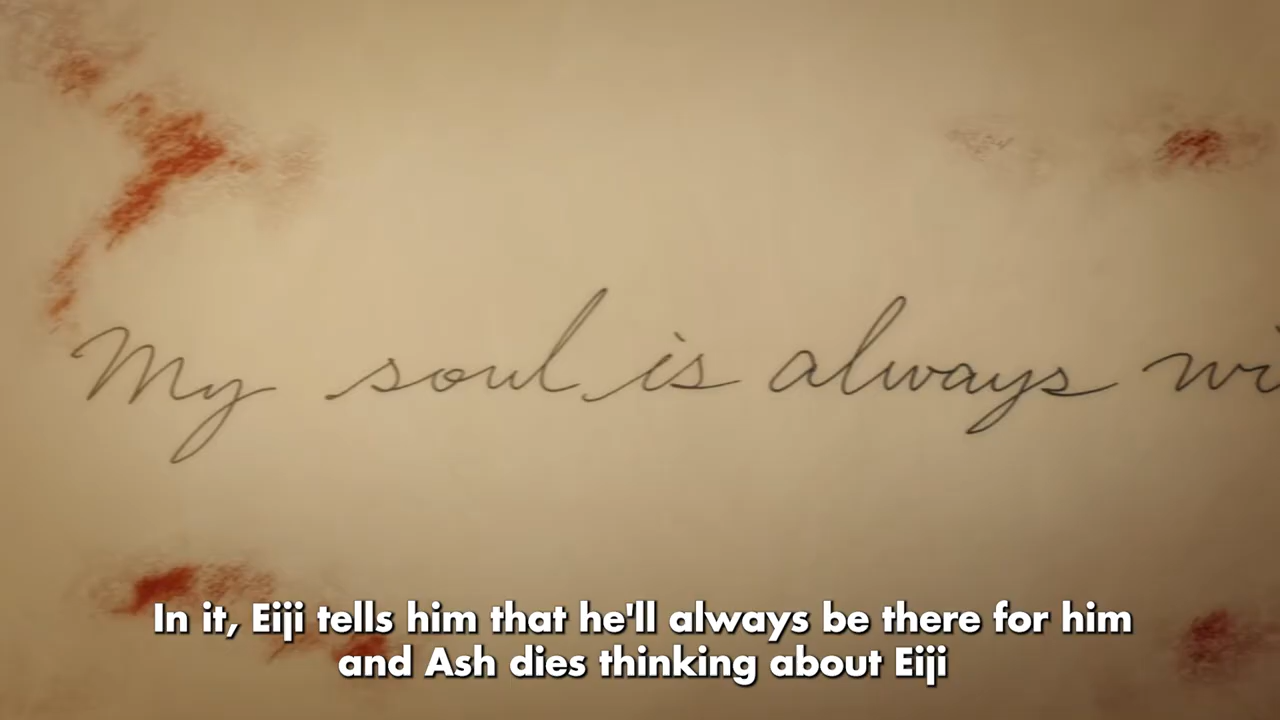 My soul is always wi
In it, Eiji tells him that he'll always be there for him
and Ash dies thinking about Eiji